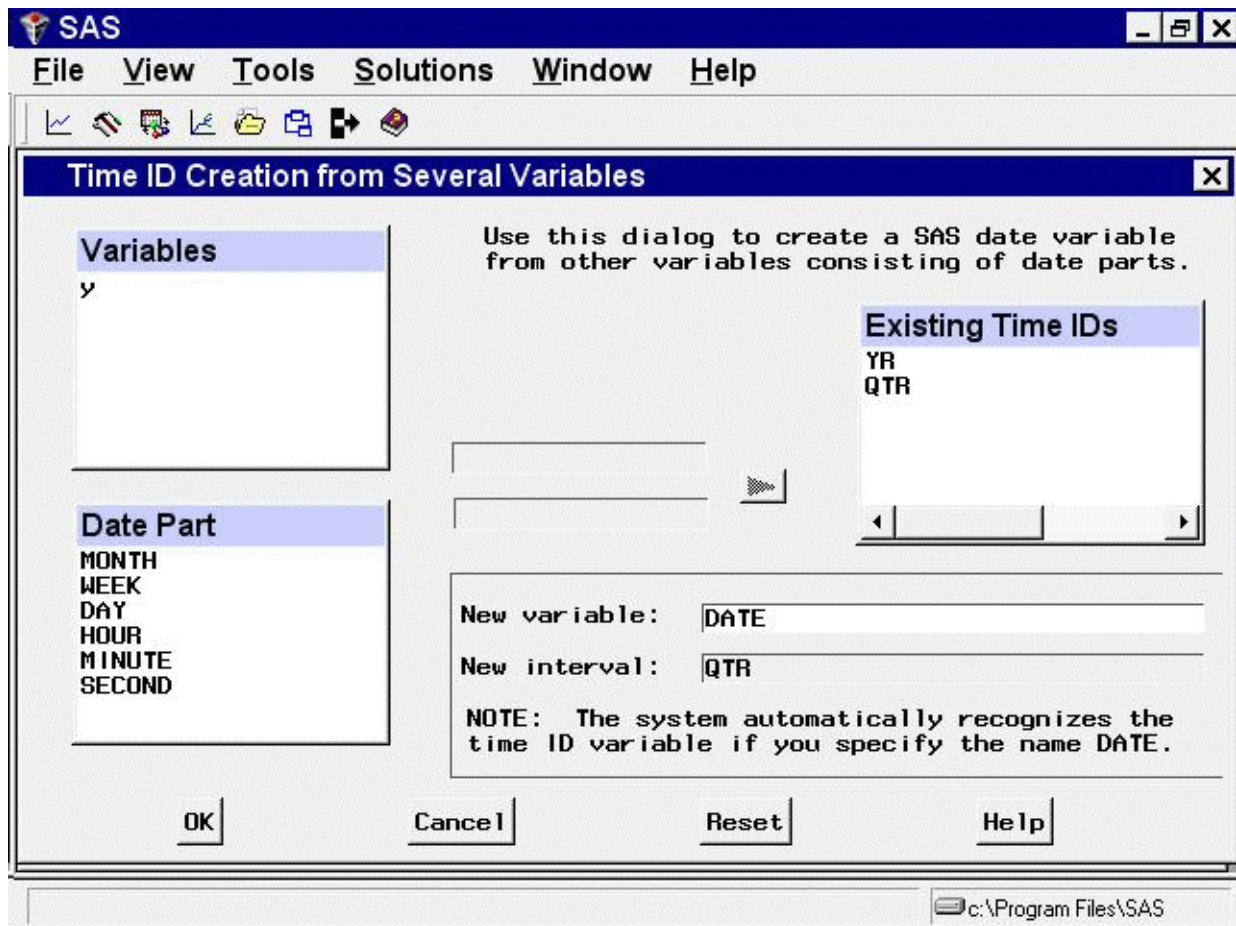 SAS
File View Tools Solutions Window Help
Time ID Creation from Several Variables
Variables
y
Use this dialog to create a SAS date variable
from other variables consisting of date parts.
Existing Time IDs
YR
QTR
Date Part
MONTH
WEEK
DAY
HOUR
MINUTE
SECOND
New variable: DATE
New interval: QTR
NOTE: The system automatically recognizes the
time ID variable if you specify the name DATE.
OK Cancel Reset Help
c:\Program Files\SAS